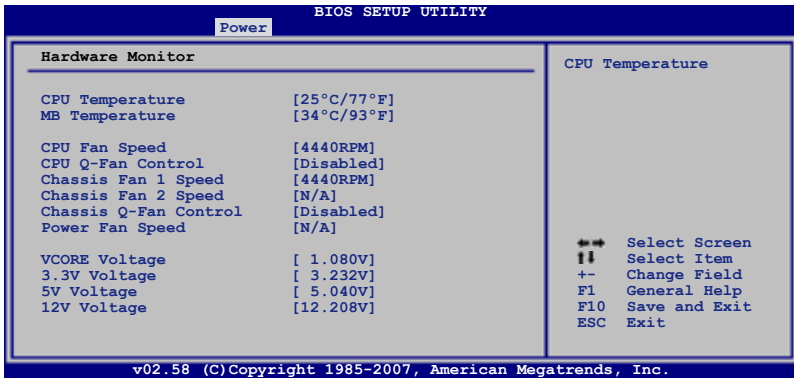 BIOS SETUP UTILITY
Power
Hardware Monitor
CPU Temperature [25°C/77°F]
MB Temperature [34°C/93°F]
CPU Fan Speed [4440RPM]
CPU Q-Fan Control [Disabled]
Chassis Fan 1 Speed [4440RPM]
Chassis Fan 2 Speed [N/A]
Chassis Q-Fan Control [Disabled]
Power Fan Speed [N/A]
VCORE Voltage [ 1.080V]
3.3V Voltage [ 3.232V]
5V Voltage [ 5.040V]
12V Voltage [12.208V]
CPU Temperature
←→ Select Screen
↑↓ Select Item
+- Change Field
F1 General Help
F10 Save and Exit
ESC Exit
v02.58 (C)Copyright 1985-2007, American Megatrends, Inc.